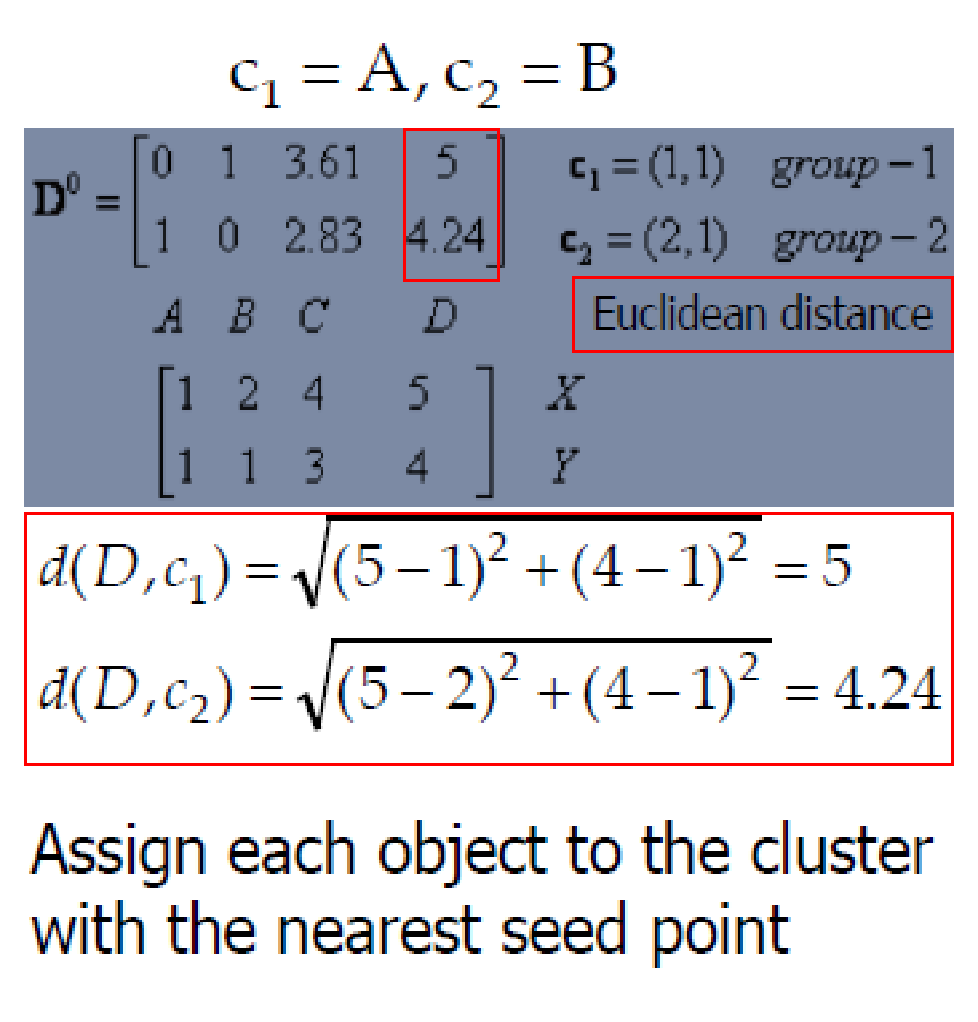 c₁ = A, c₂ = B
D⁰ = [0 1 3.61 5] c₁ = (1,1) group − 1
[1 0 2.83 4.24] c₂ = (2,1) group − 2
A B C D Euclidean distance
[1 2 4 5] X
[1 1 3 4] Y
d(D,c₁) = √(5 − 1)² + (4 − 1)² = 5
d(D,c₂) = √(5 − 2)² + (4 − 1)² = 4.24
Assign each object to the cluster
with the nearest seed point